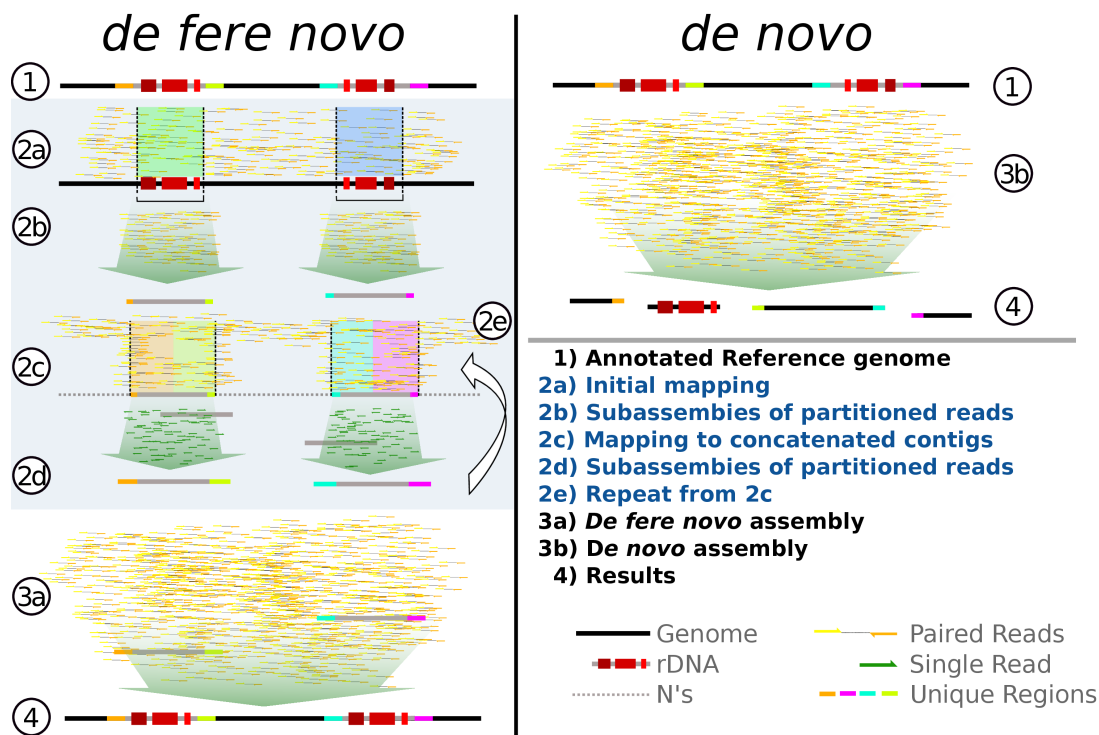 de fere novo
1
2a
2b
2e
2c
2d
3a
4
de novo
1
3b
4
1) Annotated Reference genome
2a) Initial mapping
2b) Subassembies of partitioned reads
2c) Mapping to concatenated contigs
2d) Subassembies of partitioned reads
2e) Repeat from 2c
3a) De fere novo assembly
3b) De novo assembly
4) Results
Genome
rDNA
N's
Paired Reads
Single Read
Unique Regions